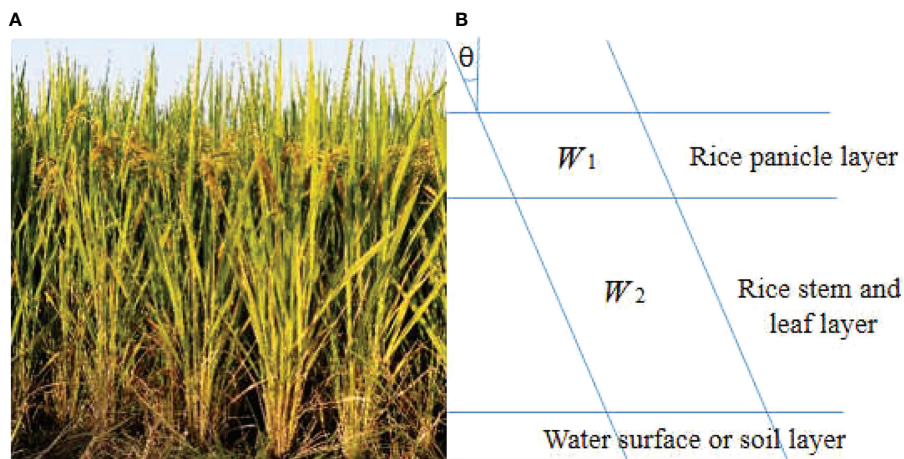 A
B
θ
W1
Rice panicle layer
W2
Rice stem and
leaf layer
Water surface or soil layer